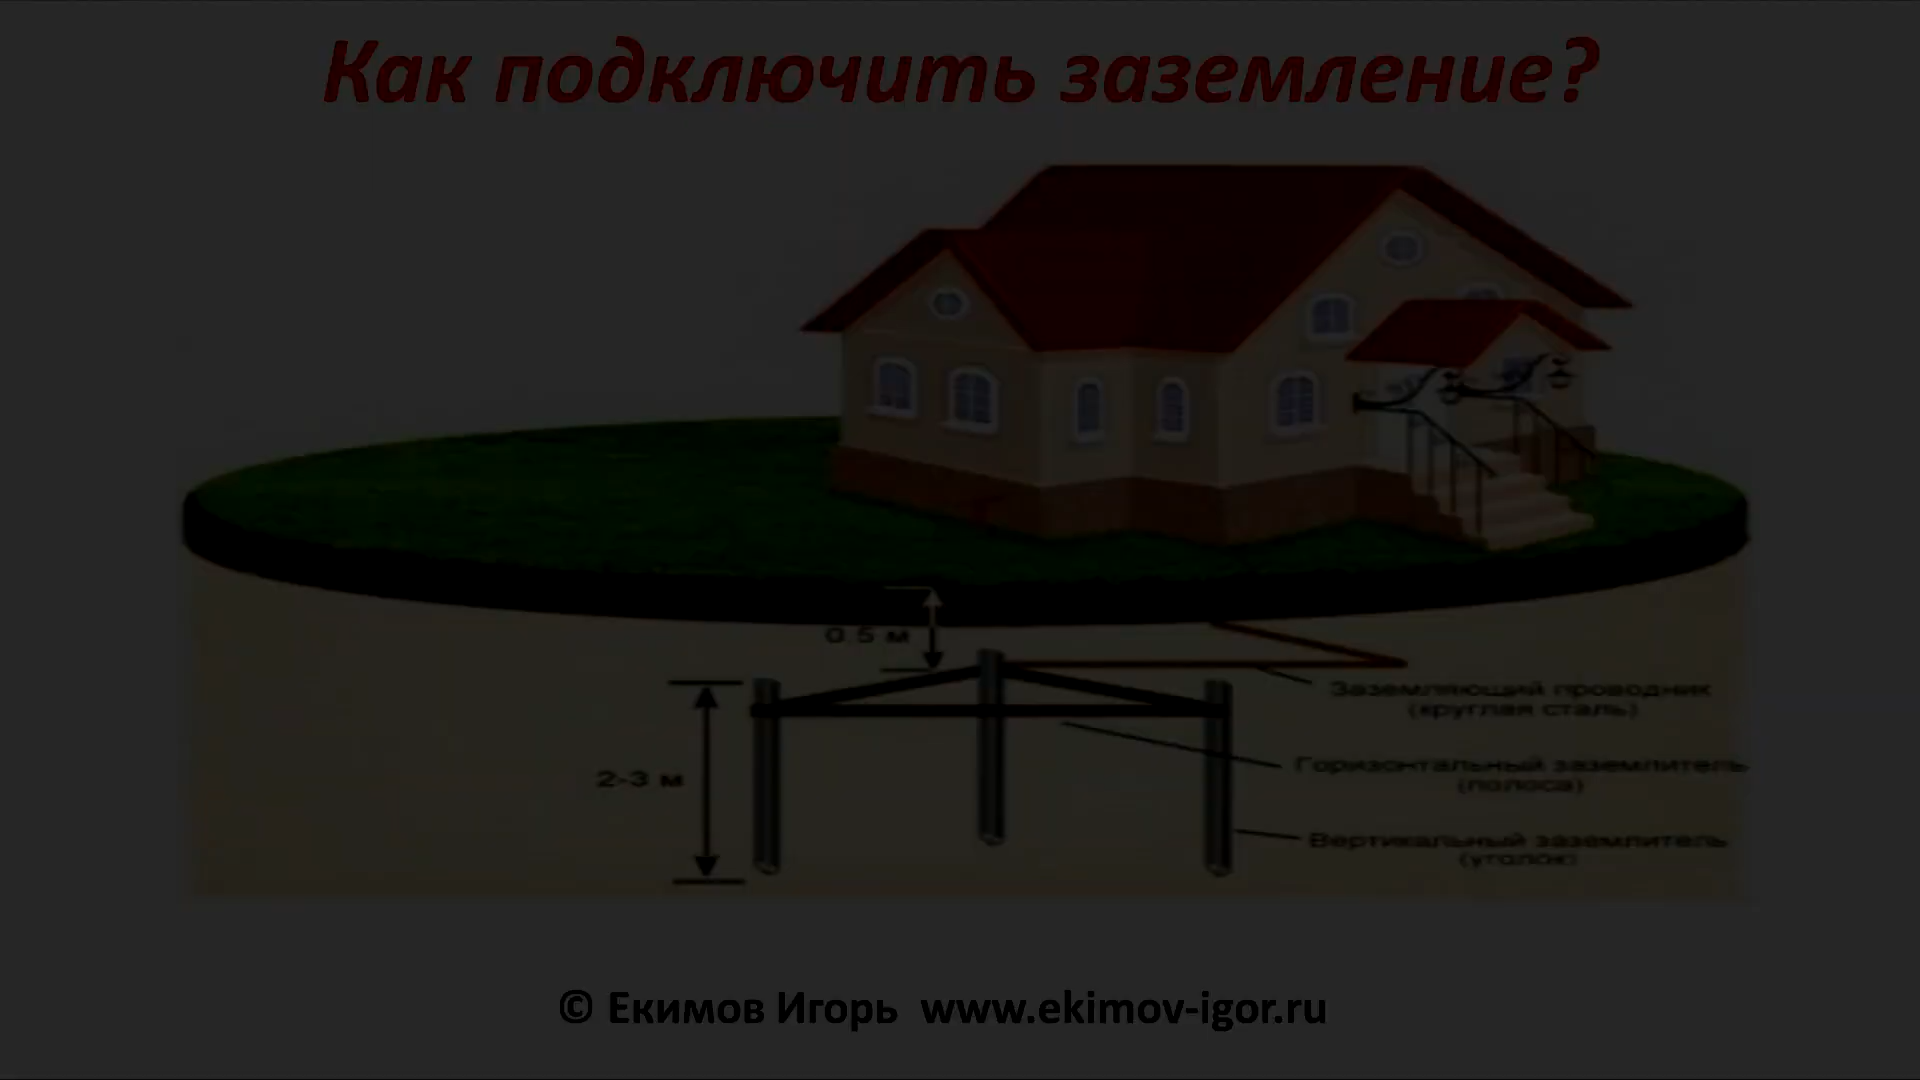 Как подключить заземление?
0.5 м
Заземляющий проводник
(круглая сталь)
2-3 м
Горизонтальный заземлитель
(полоса)
Вертикальный заземлитель
(уголок)
© Екимов Игорь www.ekimov-igor.ru